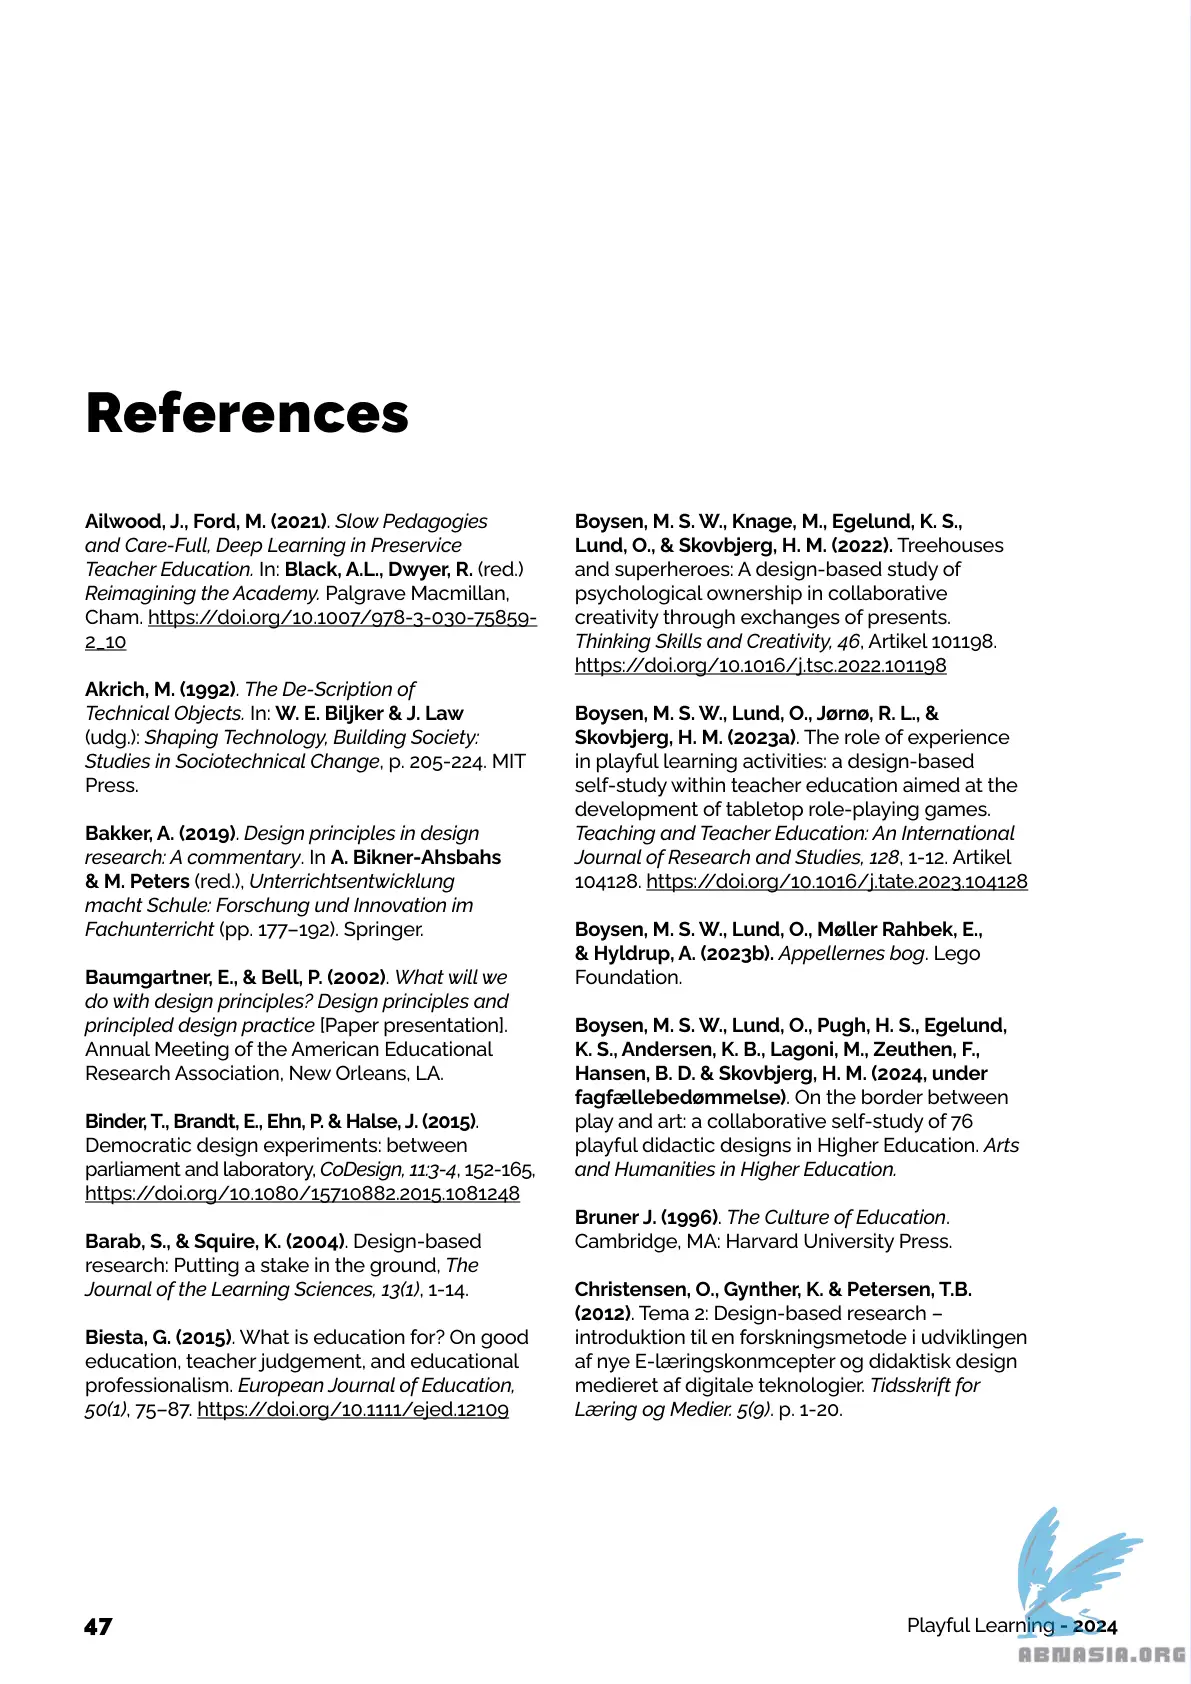 References
Ailwood, J., Ford, M. (2021). Slow Pedagogies
and Care-Full, Deep Learning in Preservice
Teacher Education. In: Black, A.L., Dwyer, R. (red.)
Reimagining the Academy. Palgrave Macmillan,
Cham. https://doi.org/10.1007/978-3-030-75859-
2_10
Akrich, M. (1992). The De-Scription of
Technical Objects. In: W. E. Biljker & J. Law
(udg.): Shaping Technology, Building Society:
Studies in Sociotechnical Change, p. 205-224. MIT
Press.
Bakker, A. (2019). Design principles in design
research: A commentary. In A. Bikner-Ahsbahs
& M. Peters (red.), Unterrichtsentwicklung
macht Schule: Forschung und Innovation im
Fachunterricht (pp. 177–192). Springer.
Baumgartner, E., & Bell, P. (2002). What will we
do with design principles? Design principles and
principled design practice [Paper presentation].
Annual Meeting of the American Educational
Research Association, New Orleans, LA.
Binder, T., Brandt, E., Ehn, P. & Halse, J. (2015).
Democratic design experiments: between
parliament and laboratory, CoDesign, 11:3-4, 152-165,
https://doi.org/10.1080/15710882.2015.1081248
Barab, S., & Squire, K. (2004). Design-based
research: Putting a stake in the ground, The
Journal of the Learning Sciences, 13(1), 1-14.
Biesta, G. (2015). What is education for? On good
education, teacher judgement, and educational
professionalism. European Journal of Education,
50(1), 75–87. https://doi.org/10.1111/ejed.12109
Boysen, M. S. W., Knage, M., Egelund, K. S.,
Lund, O., & Skovbjerg, H. M. (2022). Treehouses
and superheroes: A design-based study of
psychological ownership in collaborative
creativity through exchanges of presents.
Thinking Skills and Creativity, 46, Artikel 101198.
https://doi.org/10.1016/j.tsc.2022.101198
Boysen, M. S. W., Lund, O., Jørnø, R. L., &
Skovbjerg, H. M. (2023a). The role of experience
in playful learning activities: a design-based
self-study within teacher education aimed at the
development of tabletop role-playing games.
Teaching and Teacher Education: An International
Journal of Research and Studies, 128, 1-12. Artikel
104128. https://doi.org/10.1016/j.tate.2023.104128
Boysen, M. S. W., Lund, O., Møller Rahbek, E.,
& Hyldrup, A. (2023b). Appellernes bog. Lego
Foundation.
Boysen, M. S. W., Lund, O., Pugh, H. S., Egelund,
K. S., Andersen, K. B., Lagoni, M., Zeuthen, F.,
Hansen, B. D. & Skovbjerg, H. M. (2024, under
fagfællebedømmelse). On the border between
play and art: a collaborative self-study of 76
playful didactic designs in Higher Education. Arts
and Humanities in Higher Education.
Bruner J. (1996). The Culture of Education.
Cambridge, MA: Harvard University Press.
Christensen, O., Gynther, K. & Petersen, T.B.
(2012). Tema 2: Design-based research –
introduktion til en forskningsmetode i udviklingen
af nye E-læringskonmcepter og didaktisk design
medieret af digitale teknologier. Tidsskrift for
Læring og Medier. 5(9). p. 1-20.
47
Playful Learning - 2024
ABNASIA.ORG